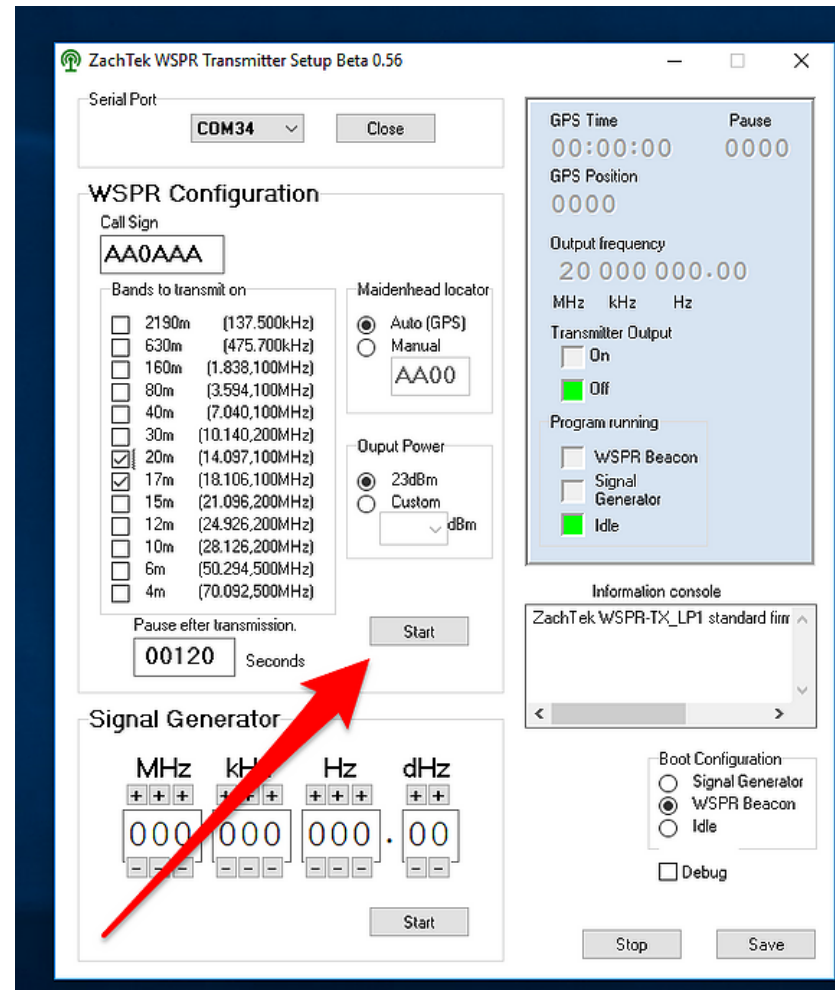 ZachTek WSPR Transmitter Setup Beta 0.56
Serial Port
COM34
Close
WSPR Configuration
Call Sign
AA0AAA
Bands to transmit on
2190m (137.500kHz)
630m (475.700kHz)
160m (1.838,100MHz)
80m (3.594,100MHz)
40m (7.040,100MHz)
30m (10.140,200MHz)
20m (14.097,100MHz)
17m (18.106,100MHz)
15m (21.096,200MHz)
12m (24.926,200MHz)
10m (28.126,200MHz)
6m (50.294,500MHz)
4m (70.092,500MHz)
Maidenhead locator
Auto (GPS)
Manual
AA00
Ouput Power
23dBm
Custom
dBm
Pause efter transmission.
00120 Seconds
Start
Signal Generator
MHz Hz dHz
+ + + + + + + + + + +
000 000 000 . 00
- - - - - - - - - - -
Start
GPS Time Pause
00:00:00 0000
GPS Position
0000
Output frequency
20 000 000.00
MHz kHz Hz
Transmitter Output
On
Off
Program running
WSPR Beacon
Signal
Generator
Idle
Information console
ZachTek WSPR-TX_LP1 standard firm
Boot Configuration
Signal Generator
WSPR Beacon
Idle
Debug
Stop Save